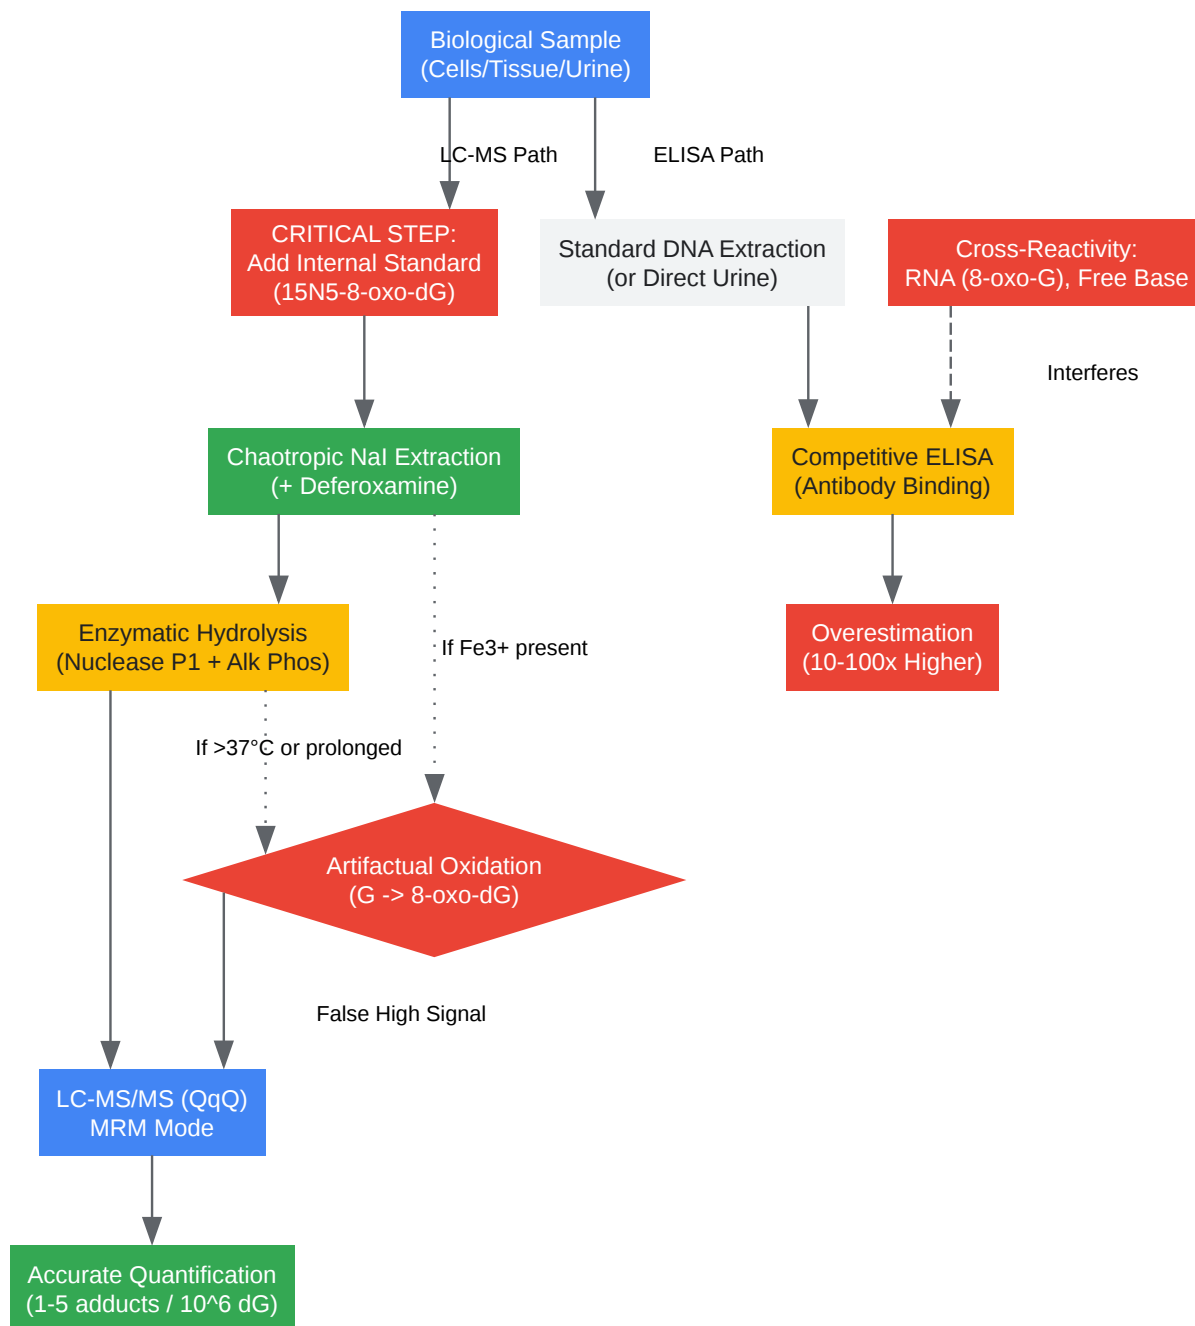 Biological Sample
(Cells/Tissue/Urine)
LC-MS Path
ELISA Path
CRITICAL STEP:
Add Internal Standard
(15N5-8-oxo-dG)
Standard DNA Extraction
(or Direct Urine)
Cross-Reactivity:
RNA (8-oxo-G), Free Base
Interferes
Chaotropic NaI Extraction
(+ Deferoxamine)
Competitive ELISA
(Antibody Binding)
Enzymatic Hydrolysis
(Nuclease P1 + Alk Phos)
If Fe3+ present
Overestimation
(10-100x Higher)
If >37°C or prolonged
Artifactual Oxidation
(G -> 8-oxo-dG)
False High Signal
LC-MS/MS (QqQ)
MRM Mode
Accurate Quantification
(1-5 adducts / 10^6 dG)